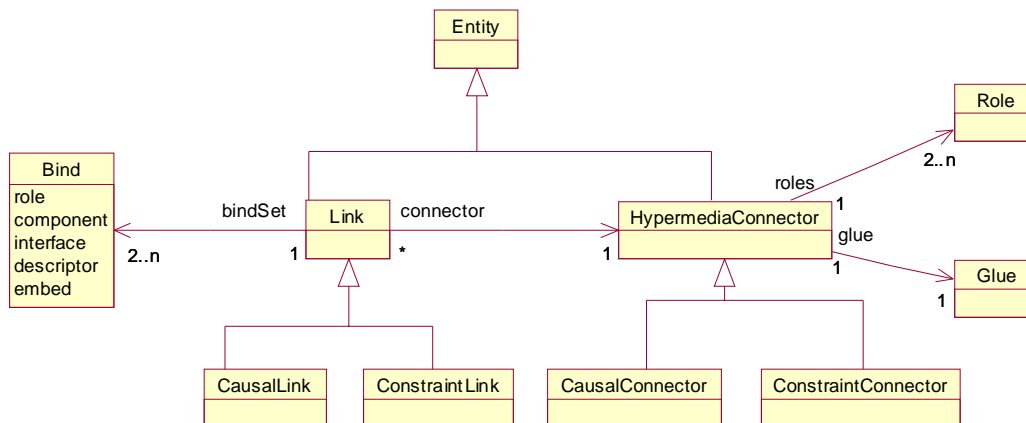 Entity
Role
2..n
roles
1
Bind
role
component
interface
descriptor
embed
bindSet
2..n
1
Link
connector
*
1
HypermediaConnector
glue
1
1
Glue
CausalLink
ConstraintLink
CausalConnector
ConstraintConnector